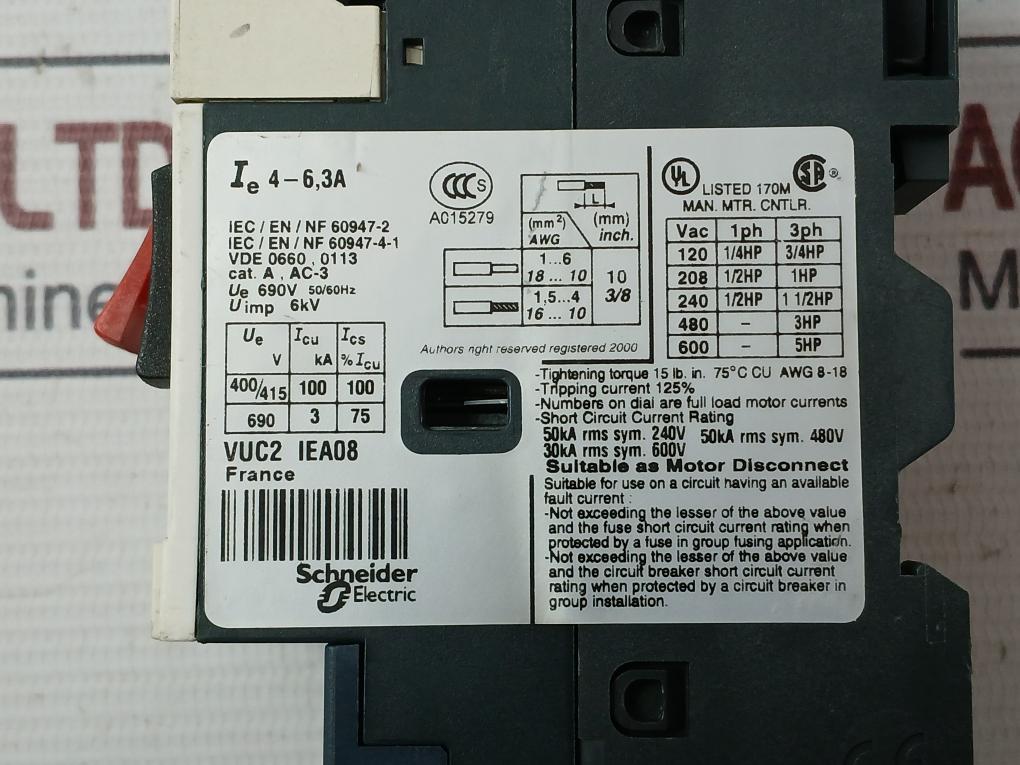 Ie 4-6,3A
IEC / EN / NF 60947-2
IEC / EN / NF 60947-4-1
VDE 0660 , 0113
cat. A , AC-3
Ue 690V 50/60Hz
Uimp 6kV
Ue V Icu kA Ics % Icu
400/415 100 100
690 3 75
VUC2 IEA08
France
Schneider
Electric
CCC S
A015279
L
(mm²) (mm)
AWG inch.
1...6
18 ... 10
1,5...4
16 ... 10
10
3/8
Authors right reserved registered 2000
UL LISTED 170M SA ®
MAN. MTR. CNTLR.
Vac 1ph 3ph
120 1/4HP 3/4HP
208 1/2HP 1HP
240 1/2HP 1 1/2HP
480 - 3HP
600 - 5HP
-Tightening torque 15 lb. in. 75°C CU AWG 8-18
-Tripping current 125%
-Numbers on dial are full load motor currents
-Short Circuit Current Rating
50kA rms sym. 240V 50kA rms sym. 480V
30kA rms sym. 600V
Suitable as Motor Disconnect
Suitable for use on a circuit having an available
fault current :
-Not exceeding the lesser of the above value
and the fuse short circuit current rating when
protected by a fuse in group fusing application.
-Not exceeding the lesser of the above value
and the circuit breaker short circuit current
rating when protected by a circuit breaker in
group installation.
LTD